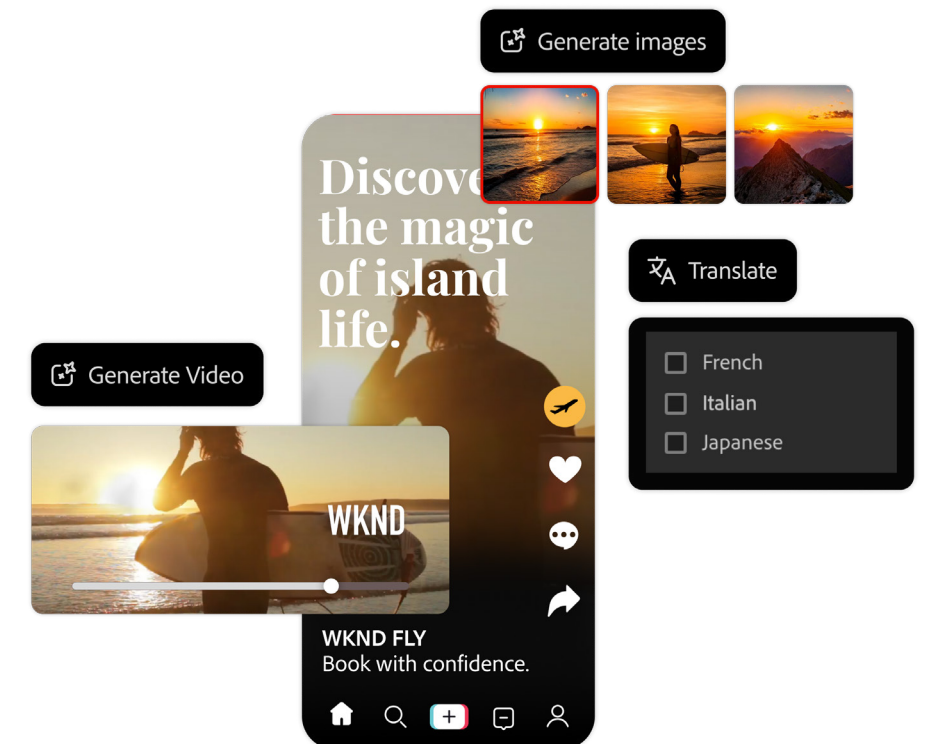 Generate images
Discove
the magic
of island
life.
Translate
French
Italian
Japanese
Generate Video
WKND
WKND FLY
Book with confidence.